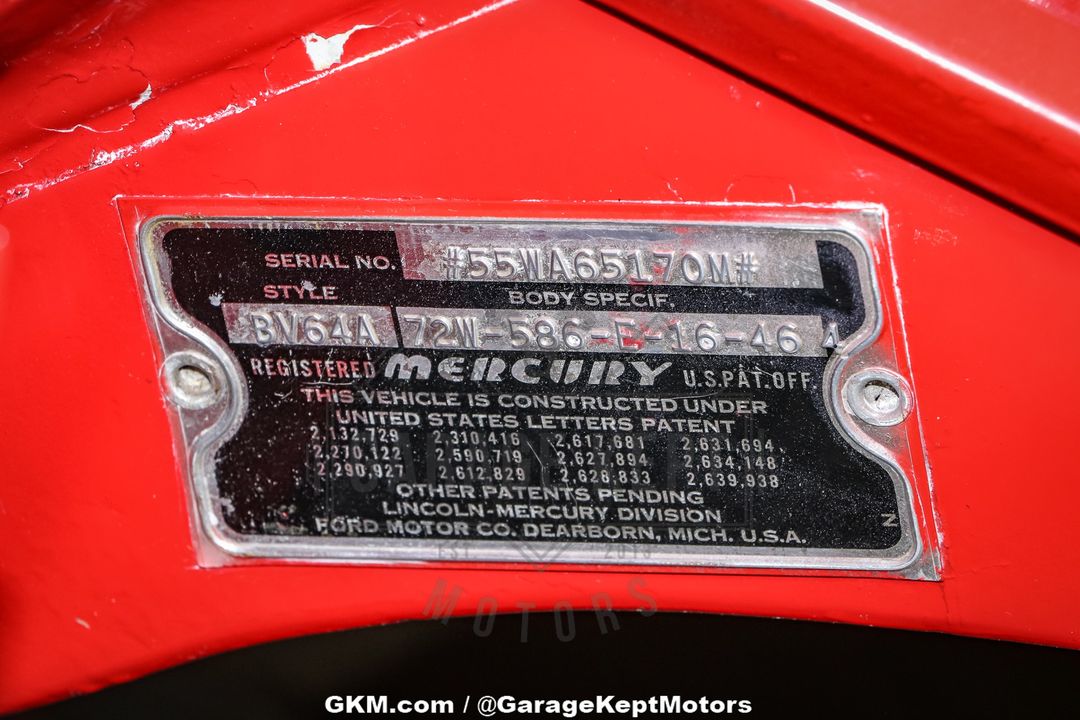 SERIAL NO. #55WA65170M#
STYLE BODY SPECIF.
BV64A 72W-586-E-16-46 4
REGISTERED MERCURY U.S.PAT.OFF.
THIS VEHICLE IS CONSTRUCTED UNDER
UNITED STATES LETTERS PATENT
2,132,729 2,310,416 2,617,681 2,631,694
2,270,122 2,590,719 2,627,894 2,634,148
2,290,927 2,612,829 2,628,833 2,639,938
OTHER PATENTS PENDING
LINCOLN-MERCURY DIVISION
FORD MOTOR CO. DEARBORN, MICH. U.S.A.
Z
MOTORS
GKM.com / @GarageKeptMotors